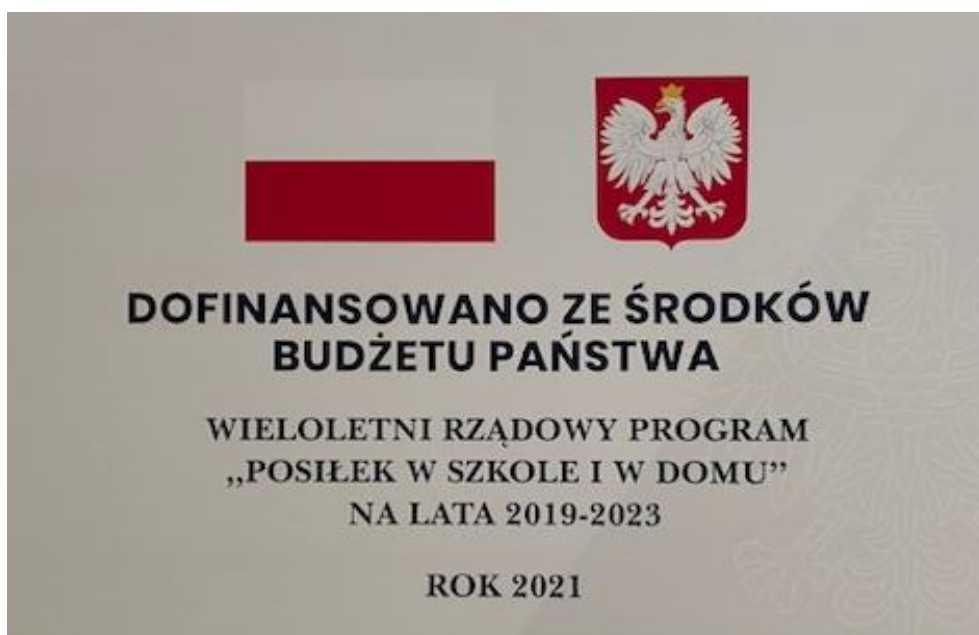 DOFINANSOWANO ZE ŚRODKÓW
BUDŻETU PAŃSTWA
WIELOLETNI RZĄDOWY PROGRAM
„POSIŁEK W SZKOLE I W DOMU”
NA LATA 2019-2023
ROK 2021